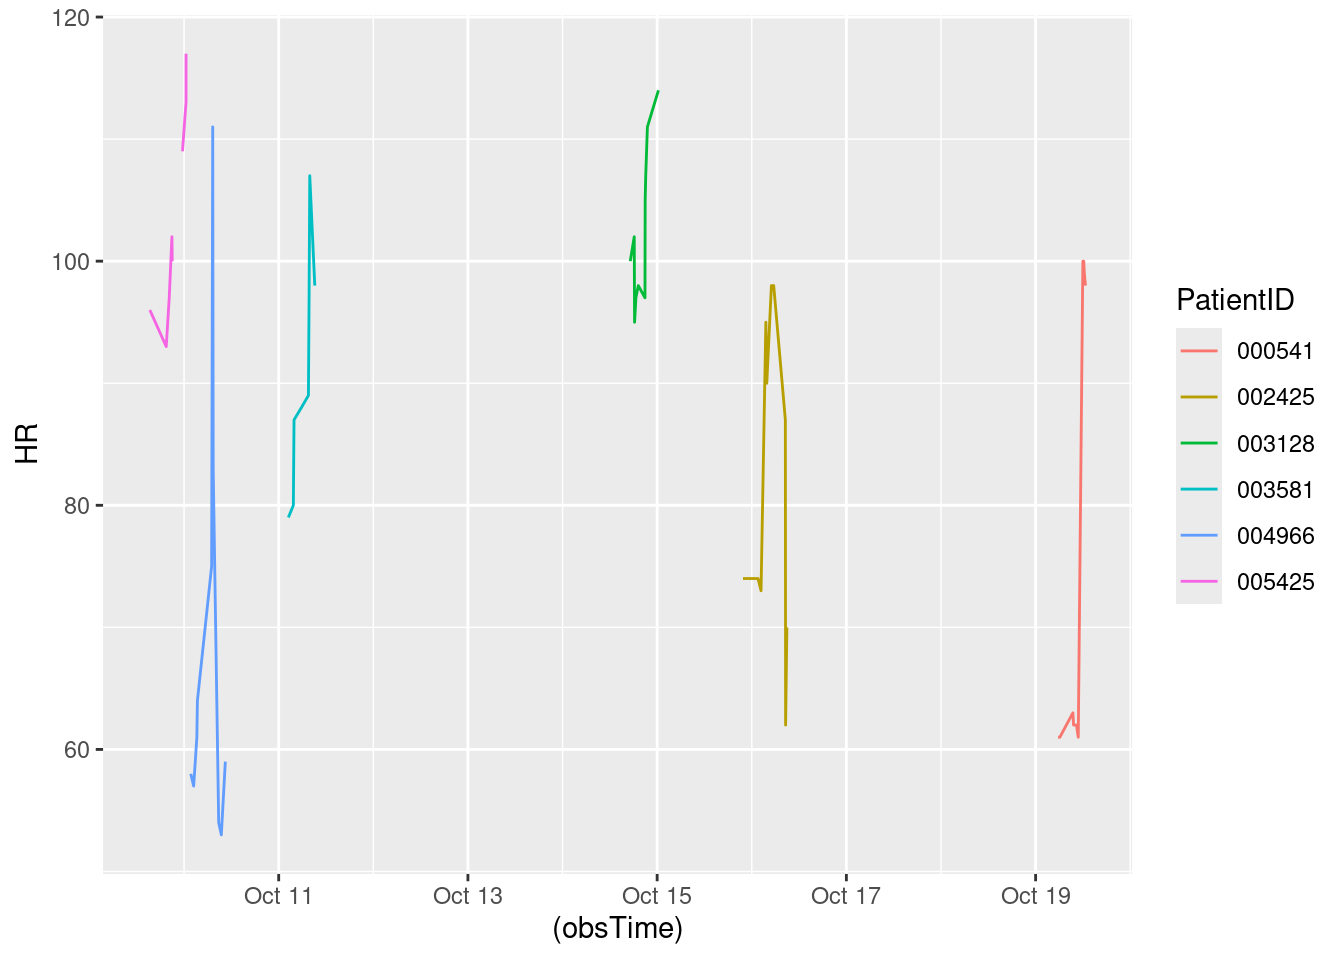 120
100
80
60
HR
Oct 11
Oct 13
Oct 15
Oct 17
Oct 19
(obsTime)
PatientID
000541
002425
003128
003581
004966
005425